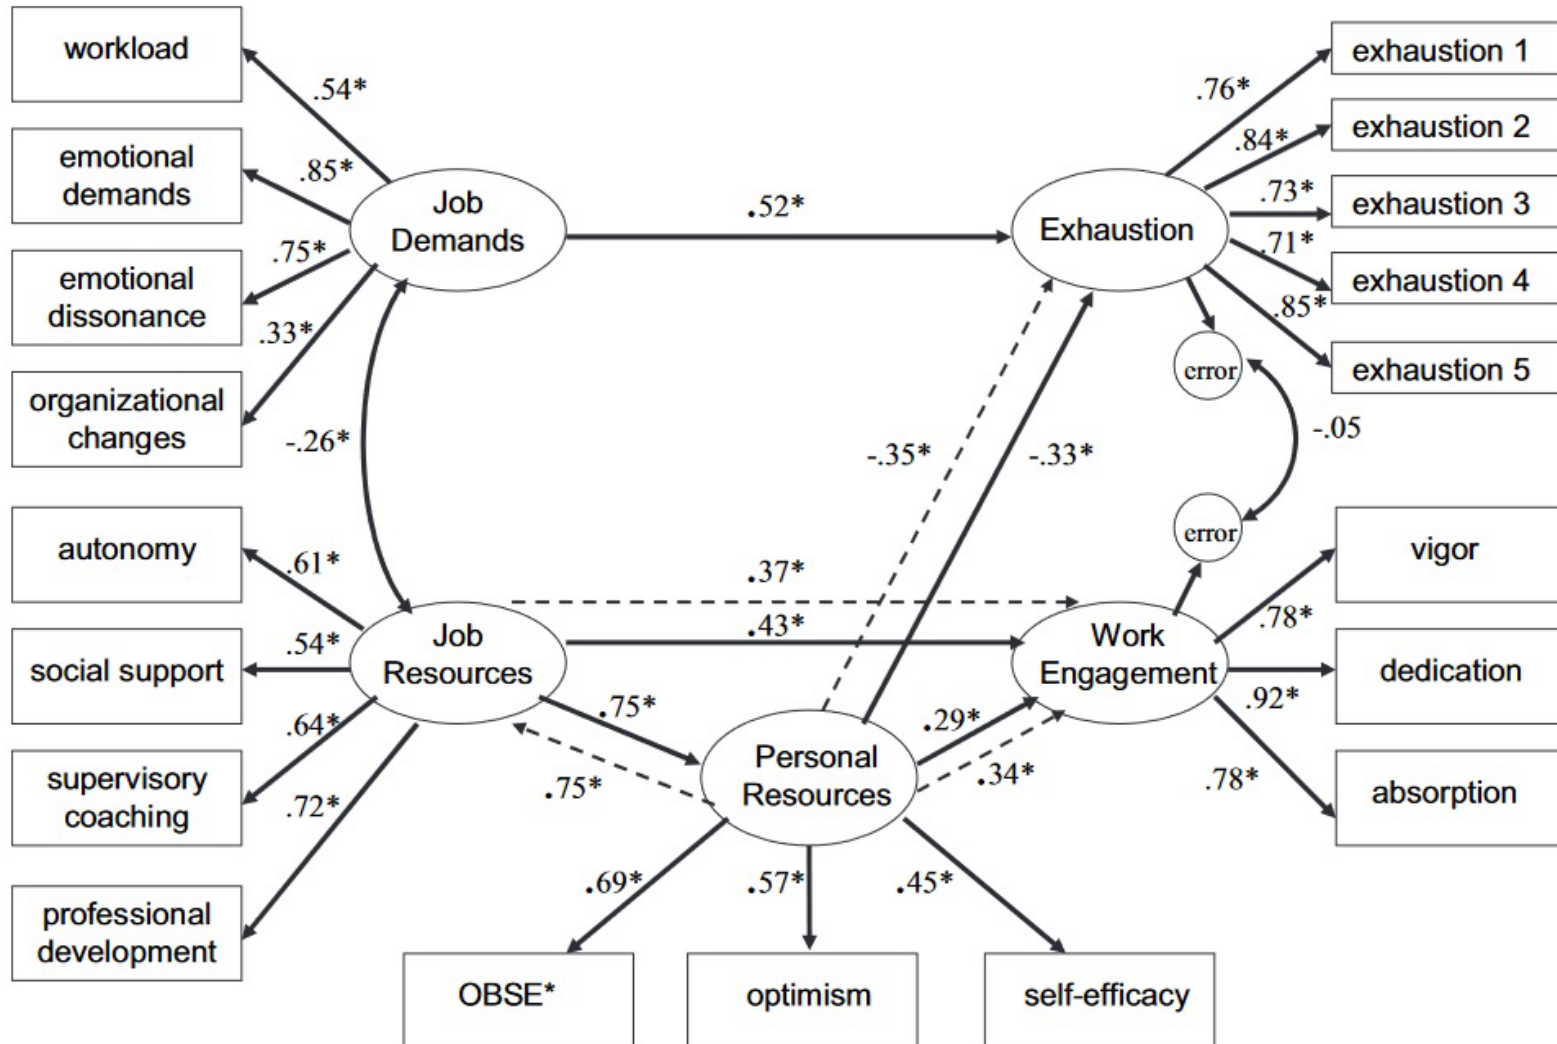 workload
.54*
emotional
demands
.85*
emotional
dissonance
.75*
organizational
changes
.33*
Job
Demands
.52*
Exhaustion
.76*
exhaustion 1
.84*
exhaustion 2
.73*
exhaustion 3
.71*
exhaustion 4
.85*
exhaustion 5
error
-.05
error
-.26*
-.35*
-.33*
autonomy
.61*
social support
.54*
supervisory
coaching
.64*
professional
development
.72*
Job
Resources
.37*
.43*
Work
Engagement
.78*
vigor
.92*
dedication
.78*
absorption
.75*
.75*
Personal
Resources
.29*
.34*
.69*
.57*
.45*
OBSE*
optimism
self-efficacy